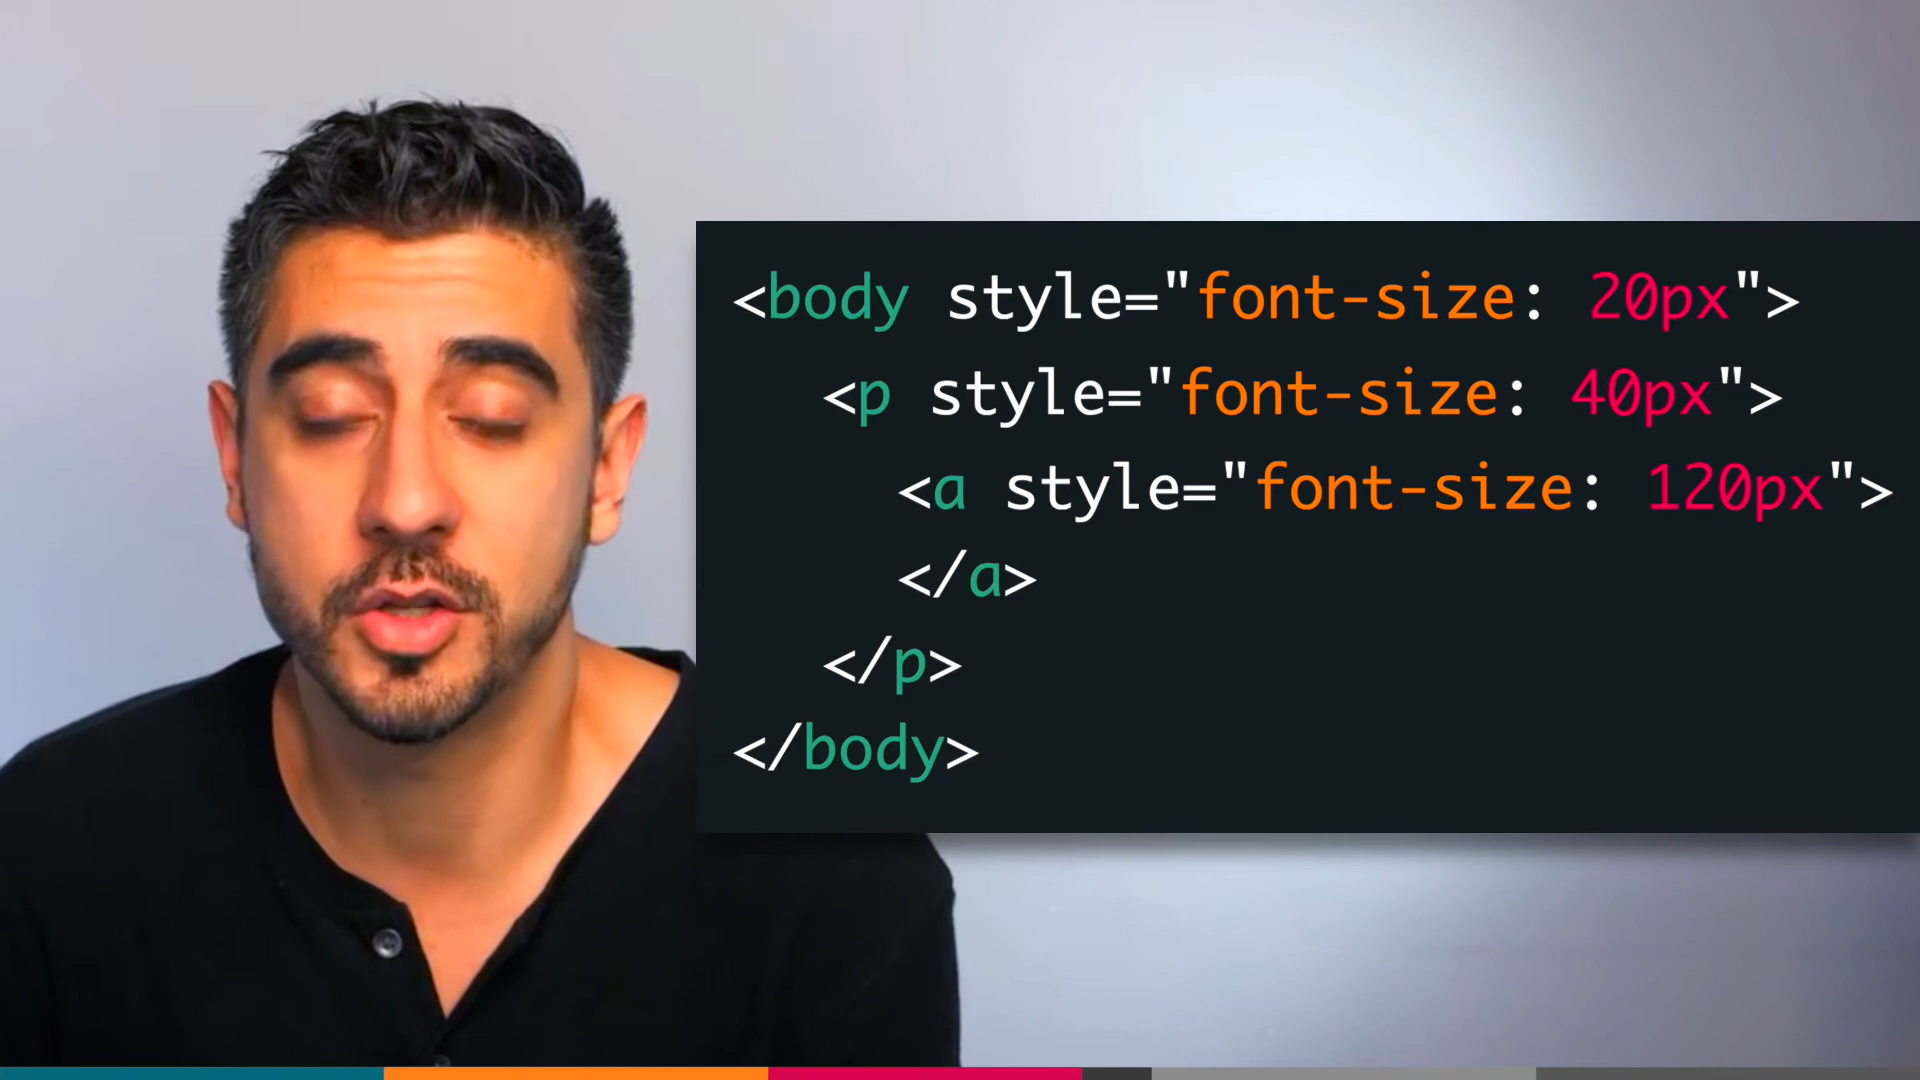 <body style="font-size: 20px">
<p style="font-size: 40px">
<a style="font-size: 120px">
</a>
</p>
</body>